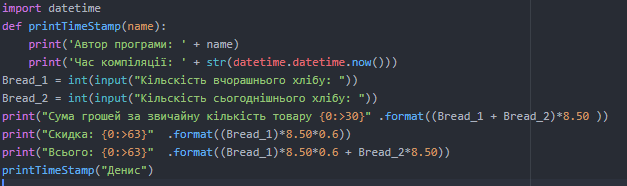 import datetime
def printTimeStamp(name):
    print('Автор програми: ' + name)
    print('Час компіляції: ' + str(datetime.datetime.now()))
Bread_1 = int(input("Кільскість вчорашнього хлібу: "))
Bread_2 = int(input("Кількість сьогоднішнього хлібу: "))
print("Сума грошей за звичайну кількість товару {0:>30}" .format((Bread_1 + Bread_2)*8.50 ))
print("Скидка: {0:>63}"  .format((Bread_1)*8.50*0.6))
print("Всього: {0:>63}"  .format((Bread_1)*8.50*0.6 + Bread_2*8.50))
printTimeStamp("Денис")